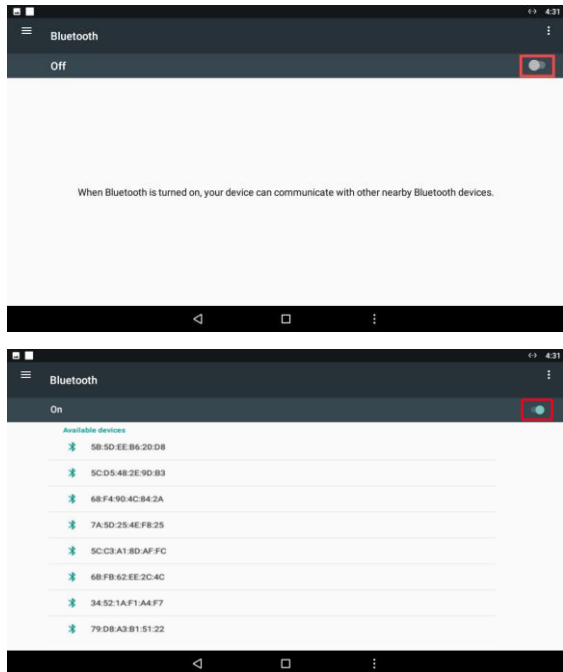 4:31
Bluetooth
Off
When Bluetooth is turned on, your device can communicate with other nearby Bluetooth devices.
4:31
Bluetooth
On
Available devices
5B:5D:EE:B6:20:D8
5C:D5:48:2E:9D:B3
68:F4:90:4C:84:2A
7A:5D:25:4E:F8:25
5C:C3:A1:8D:AF:FC
6B:FB:62:EE:2C:4C
34:52:1A:F1:A4:F7
79:D8:A3:B1:51:22